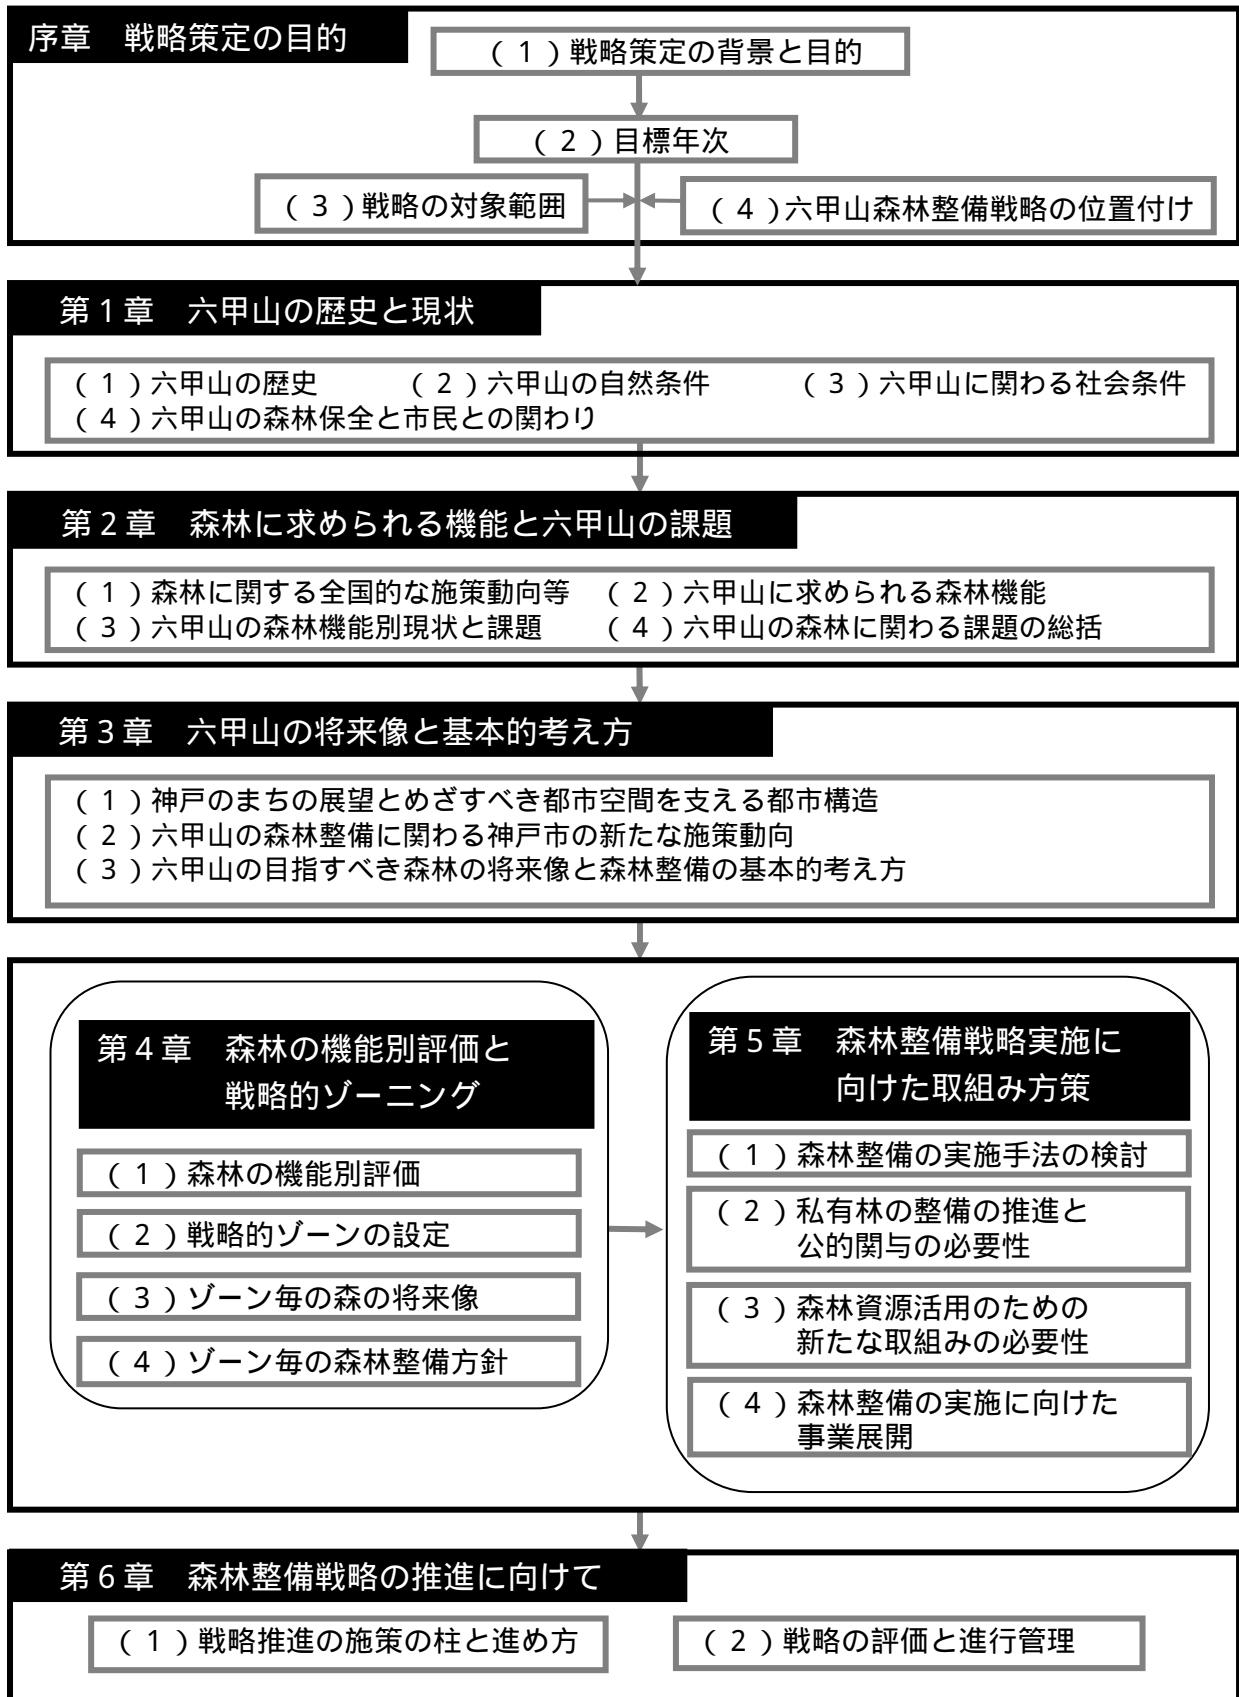 序章　戦略策定の目的
（１）戦略策定の背景と目的
（２）目標年次
（３）戦略の対象範囲
（４）六甲山森林整備戦略の位置付け
第１章　六甲山の歴史と現状
（１）六甲山の歴史　（２）六甲山の自然条件　（３）六甲山に関わる社会条件
（４）六甲山の森林保全と市民との関わり
第２章　森林に求められる機能と六甲山の課題
（１）森林に関する全国的な施策動向等　（２）六甲山に求められる森林機能
（３）六甲山の森林機能別現状と課題　（４）六甲山の森林に関わる課題の総括
第３章　六甲山の将来像と基本的考え方
（１）神戸のまちの展望とめざすべき都市空間を支える都市構造
（２）六甲山の森林整備に関わる神戸市の新たな施策動向
（３）六甲山の目指すべき森林の将来像と森林整備の基本的考え方
第４章　森林の機能別評価と
戦略的ゾーニング
（１）森林の機能別評価
（２）戦略的ゾーンの設定
（３）ゾーン毎の森の将来像
（４）ゾーン毎の森林整備方針
第５章　森林整備戦略実施に
向けた取組み方策
（１）森林整備の実施手法の検討
（２）私有林の整備の推進と
公的関与の必要性
（３）森林資源活用のための
新たな取組みの必要性
（４）森林整備の実施に向けた
事業展開
第６章　森林整備戦略の推進に向けて
（１）戦略推進の施策の柱と進め方
（２）戦略の評価と進行管理